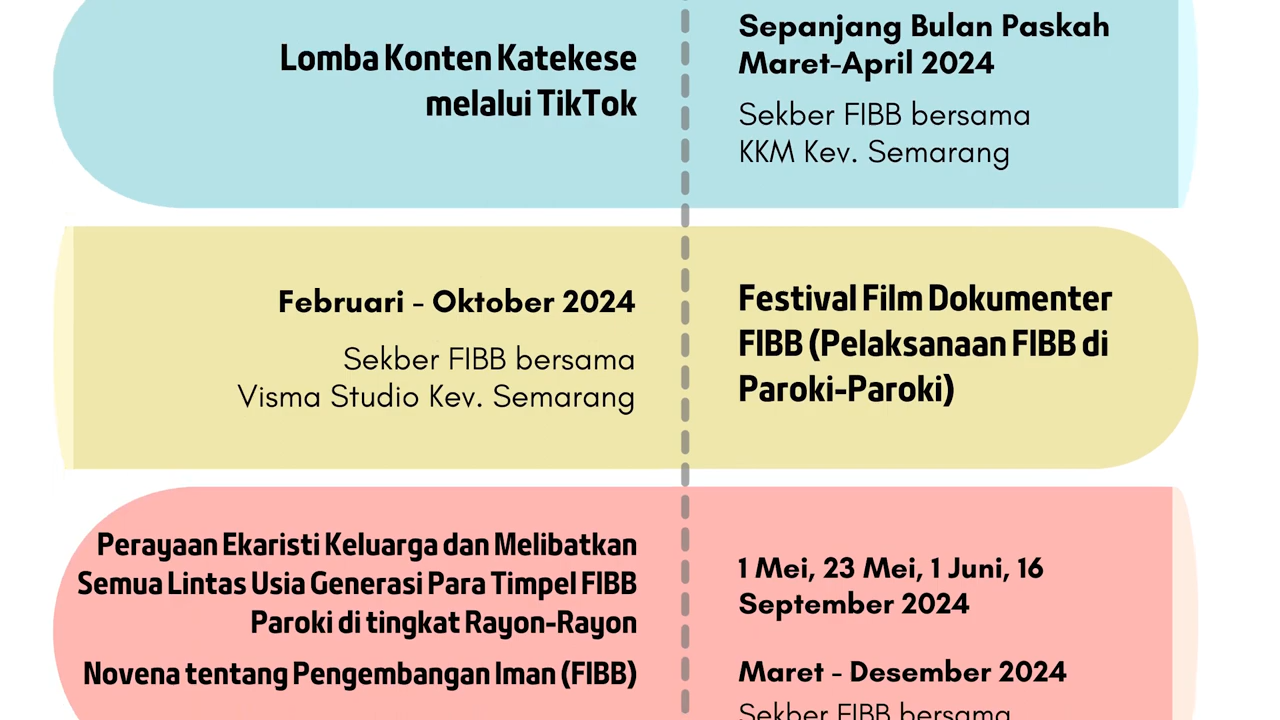 Lomba Konten Katekese
melalui TikTok
Sepanjang Bulan Paskah
Maret-April 2024
Sekber FIBB bersama
KKM Kev. Semarang
Februari - Oktober 2024
Sekber FIBB bersama
Visma Studio Kev. Semarang
Festival Film Dokumenter
FIBB (Pelaksanaan FIBB di
Paroki-Paroki)
Perayaan Ekaristi Keluarga dan Melibatkan
Semua Lintas Usia Generasi Para Timpel FIBB
Paroki di tingkat Rayon-Rayon
1 Mei, 23 Mei, 1 Juni, 16
September 2024
Novena tentang Pengembangan Iman (FIBB)
Maret - Desember 2024
Sekber FIBB bersama